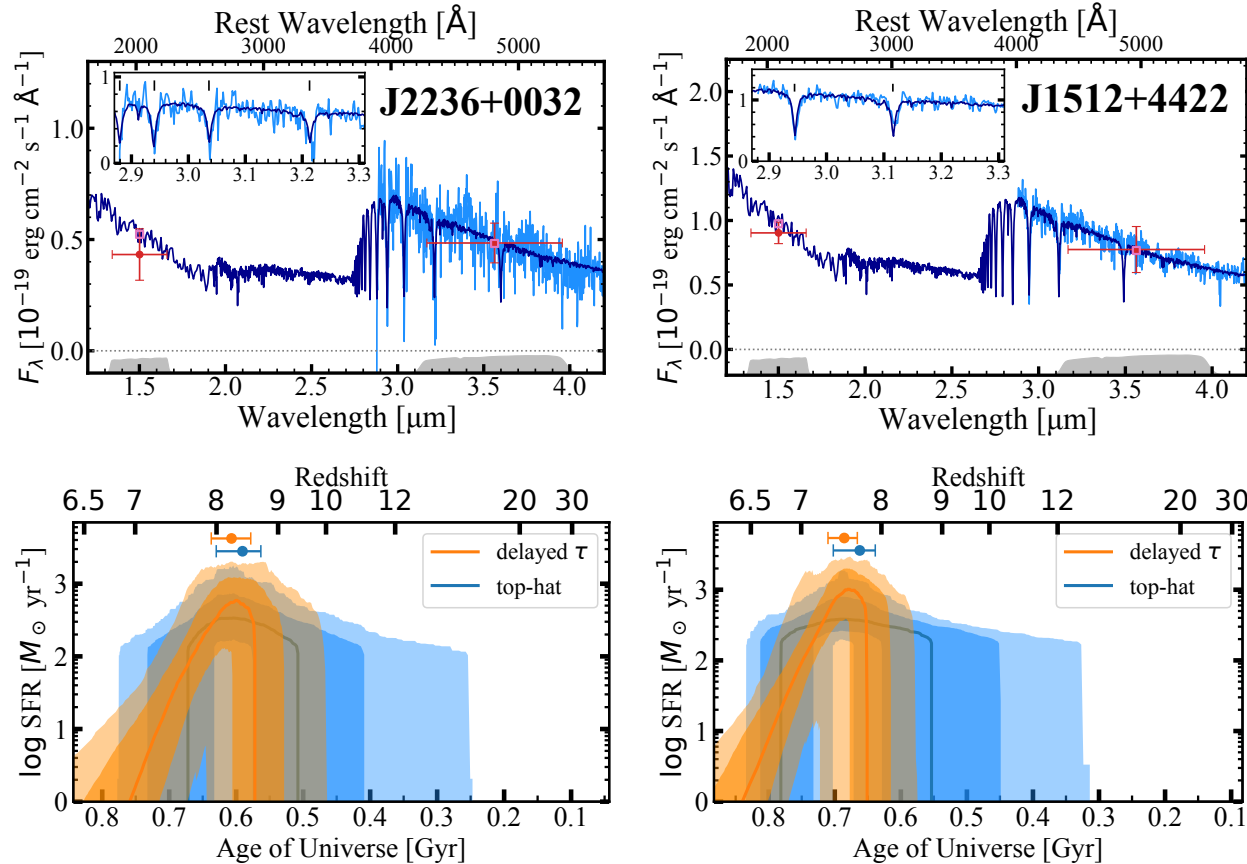 Rest Wavelength [Å]
2000 3000 4000 5000
J2236+0032
1
0
2.9 3.0 3.1 3.2 3.3
1.0
0.5
0.0
F_λ [10⁻¹⁹ erg cm⁻² s⁻¹ Å⁻¹]
1.5 2.0 2.5 3.0 3.5 4.0
Wavelength [μm]
Rest Wavelength [Å]
2000 3000 4000 5000
J1512+4422
1
0
2.9 3.0 3.1 3.2 3.3
2.0
1.5
1.0
0.5
0.0
F_λ [10⁻¹⁹ erg cm⁻² s⁻¹ Å⁻¹]
1.5 2.0 2.5 3.0 3.5 4.0
Wavelength [μm]
Redshift
6.5 7 8 9 10 12 20 30
delayed τ
top-hat
3
2
1
0
log SFR [M⊙ yr⁻¹]
0.8 0.7 0.6 0.5 0.4 0.3 0.2 0.1
Age of Universe [Gyr]
Redshift
6.5 7 8 9 10 12 20 30
delayed τ
top-hat
3
2
1
0
log SFR [M⊙ yr⁻¹]
0.8 0.7 0.6 0.5 0.4 0.3 0.2 0.1
Age of Universe [Gyr]